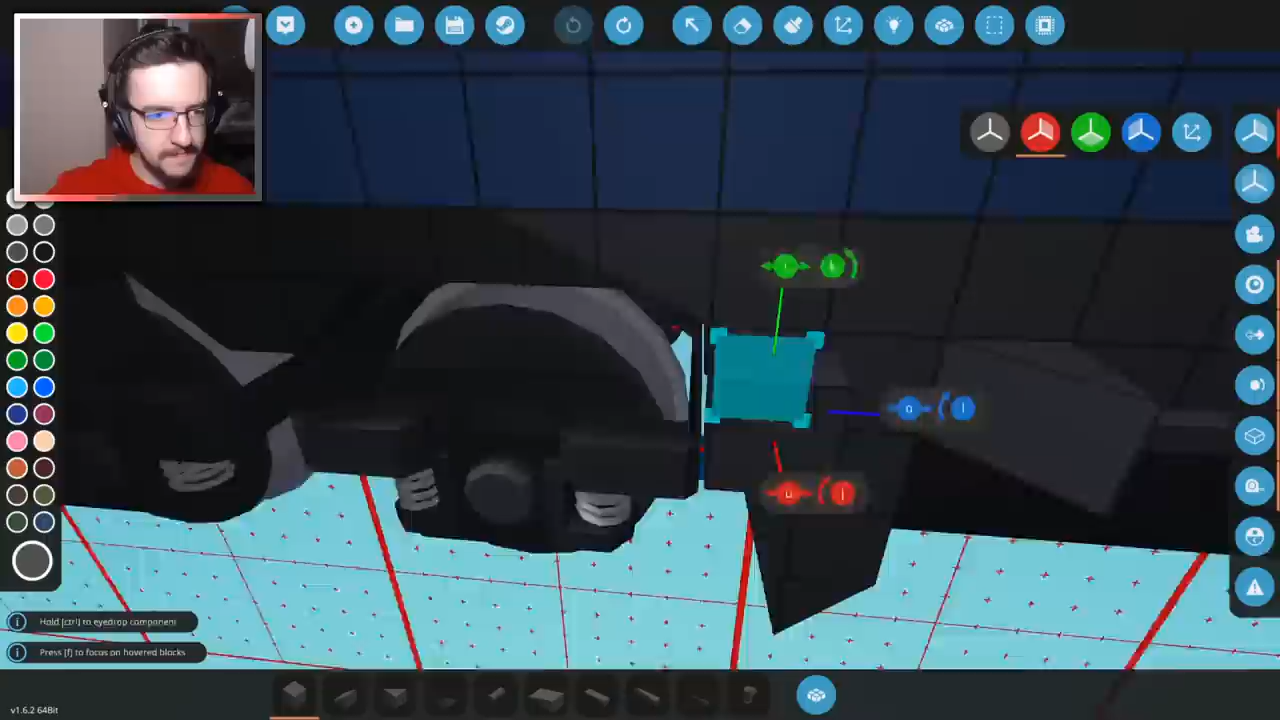 Hold [ctrl] to eyedrop component
Press [f] to focus on hovered blocks
v1.6.2 64Bit